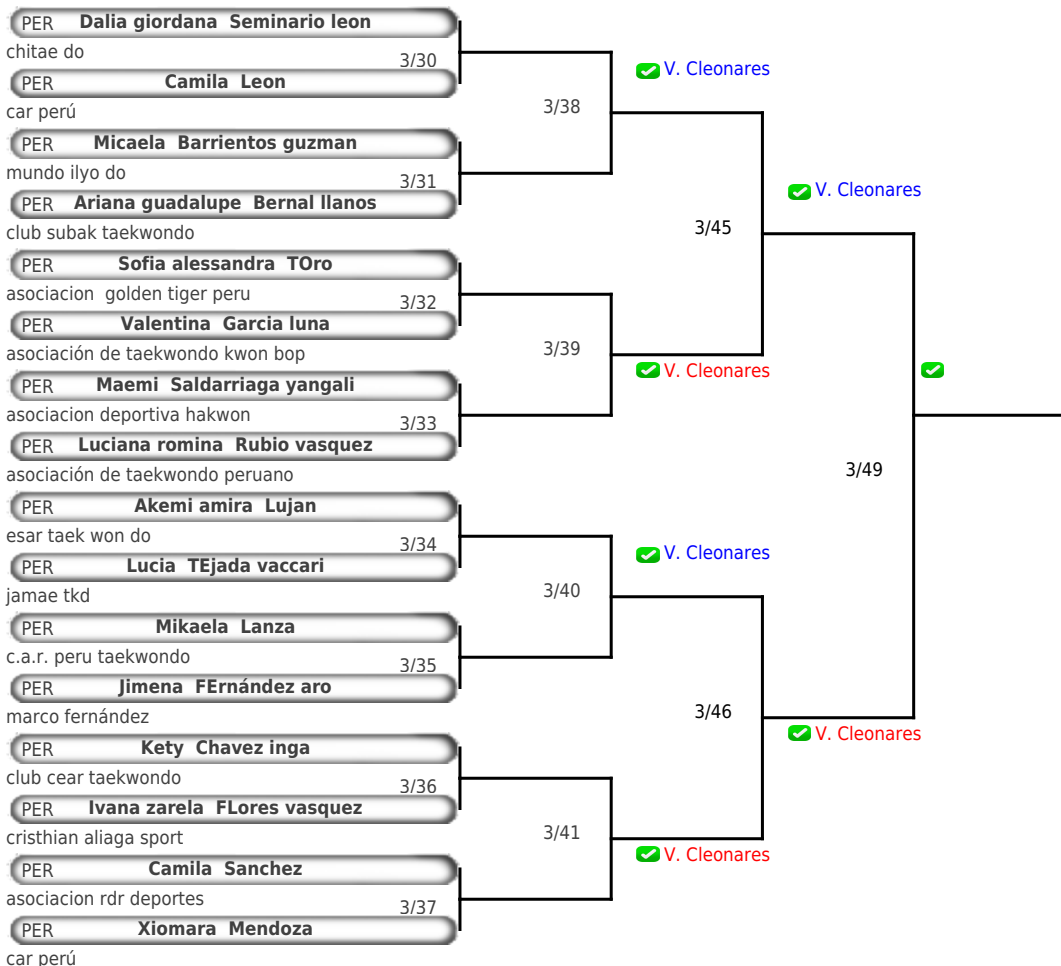 PER Dalia giordana Seminario leon
chitae do
3/30
PER Camila Leon
car perú
PER Micaela Barrientos guzman
mundo ilyo do
3/31
PER Ariana guadalupe Bernal llanos
club subak taekwondo
PER Sofia alessandra TOro
asociacion golden tiger peru
3/32
PER Valentina Garcia luna
asociación de taekwondo kwon bop
PER Maemi Saldarriaga yangali
asociacion deportiva hakwon
3/33
PER Luciana romina Rubio vasquez
asociación de taekwondo peruano
PER Akemi amira Lujan
esar taek won do
3/34
PER Lucia TEjada vaccari
jamae tkd
PER Mikaela Lanza
c.a.r. peru taekwondo
3/35
PER Jimena FErnández aro
marco fernández
PER Kety Chavez inga
club cear taekwondo
3/36
PER Ivana zarela FLores vasquez
cristhian aliaga sport
PER Camila Sanchez
asociacion rdr deportes
3/37
PER Xiomara Mendoza
car perú
V. Cleonares
3/38
3/39
V. Cleonares
V. Cleonares
3/40
3/41
V. Cleonares
V. Cleonares
3/45
3/46
V. Cleonares
3/49